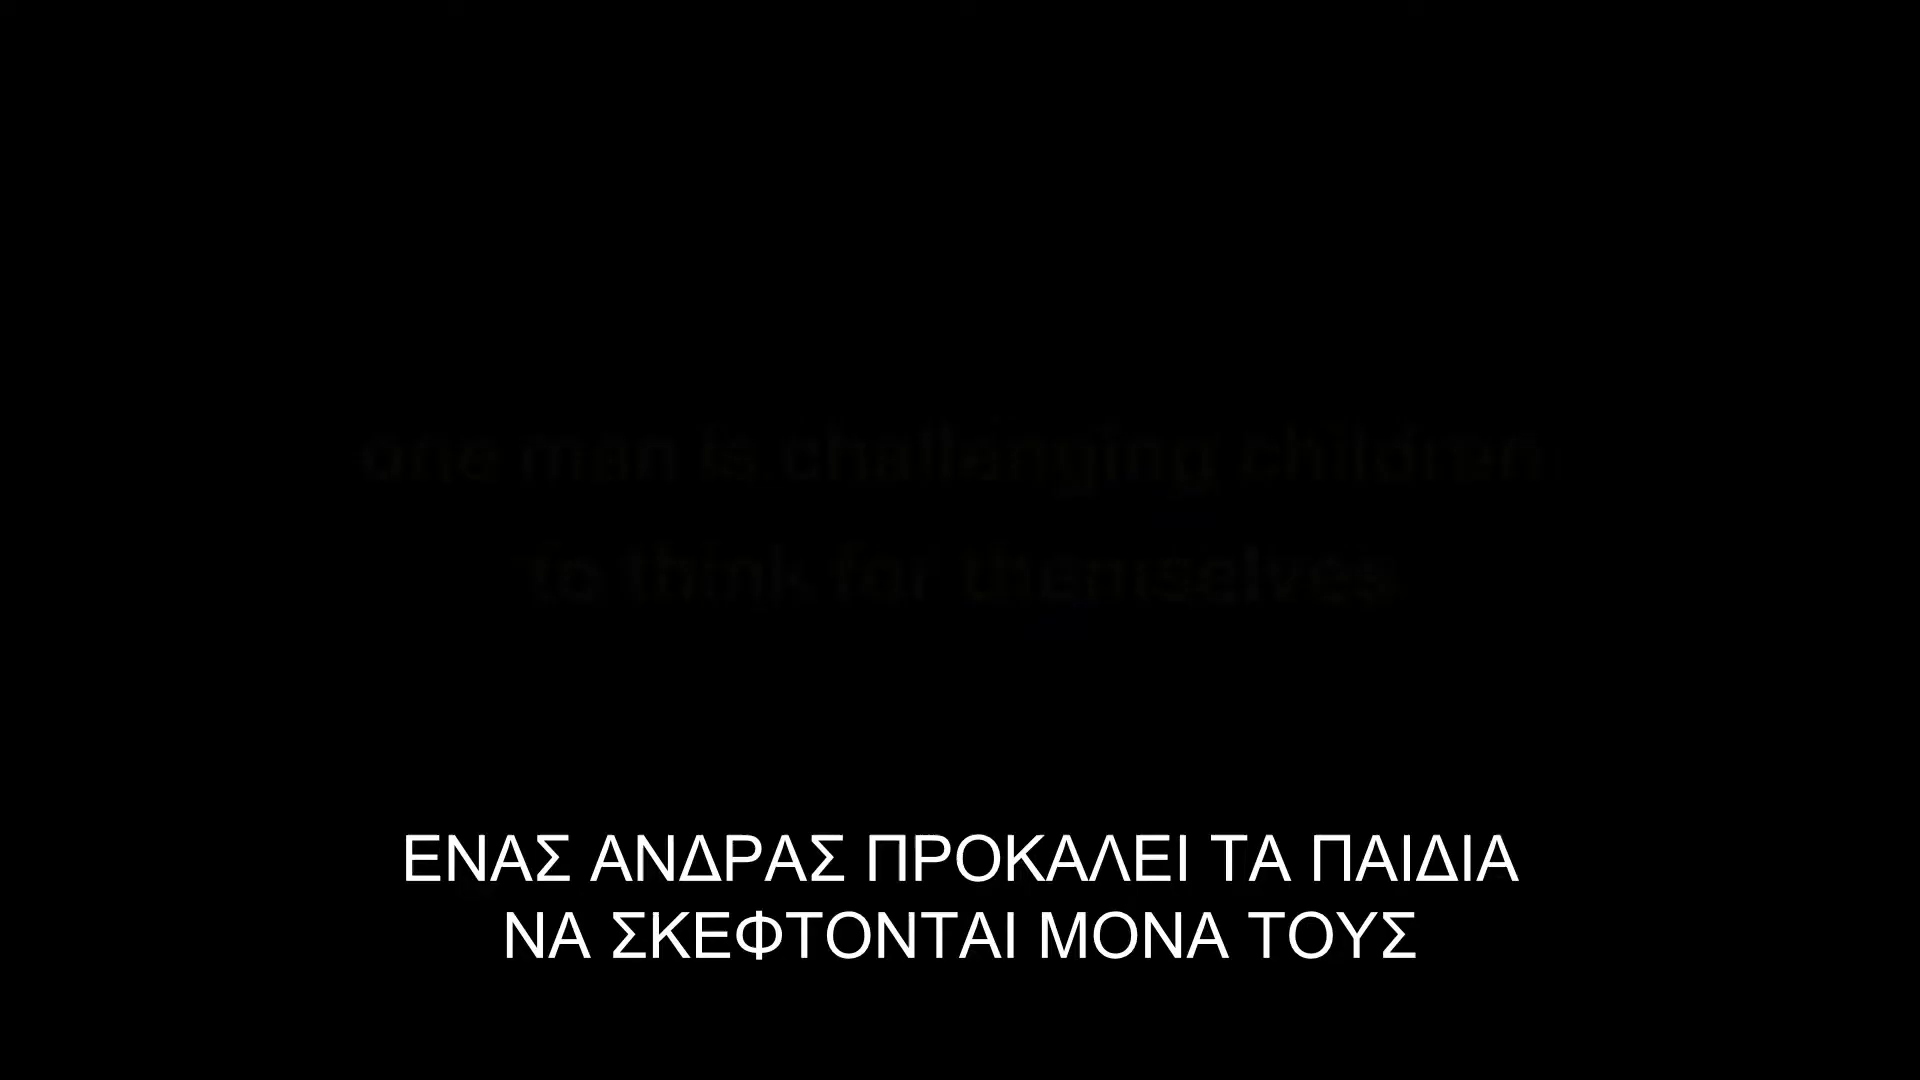 one man is challenging children
to think for themselves
ΕΝΑΣ ΑΝΔΡΑΣ ΠΡΟΚΑΛΕΙ ΤΑ ΠΑΙΔΙΑ
ΝΑ ΣΚΕΦΤΟΝΤΑΙ ΜΟΝΑ ΤΟΥΣ